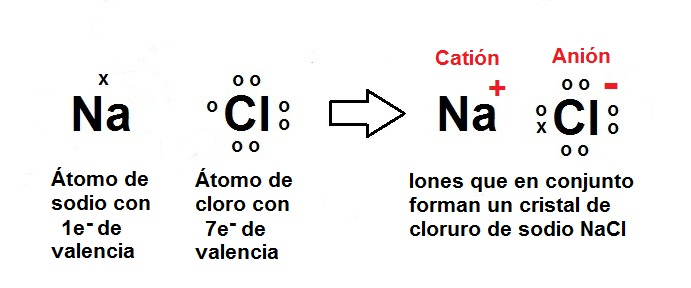 x
Na
o o
o Cl o
o
o o
Átomo de
sodio con
1e- de
valencia
Átomo de
cloro con
7e- de
valencia
Catión
Na +
Anión
o o -
o Cl o
x o
o o
Iones que en conjunto
forman un cristal de
cloruro de sodio NaCl